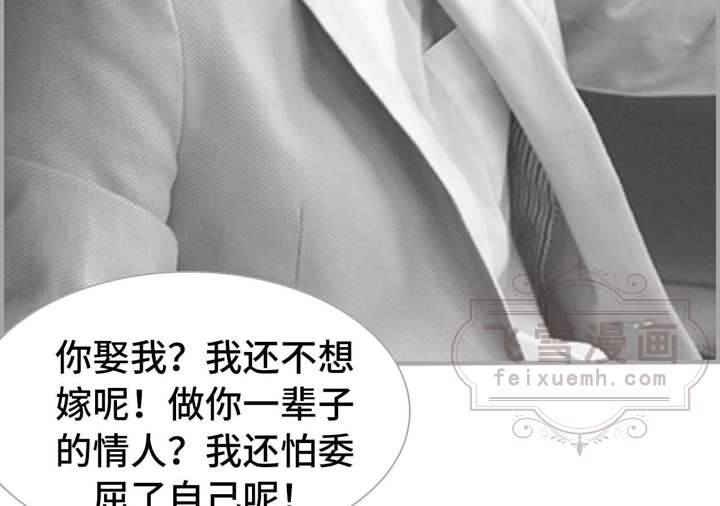 你娶我？我还不想
嫁呢！做你一辈子
的情人？我还怕委
屈了自己呢！
飞雪漫画
feixuemh.com